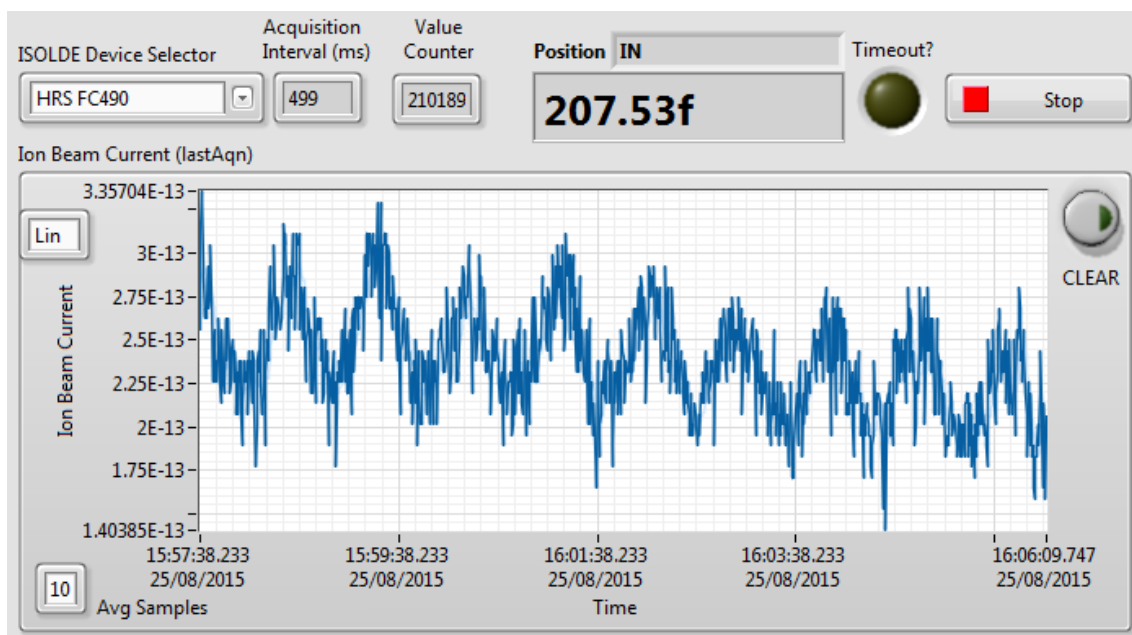 ISOLDE Device Selector
HRS FC490
Acquisition
Interval (ms)
499
Value
Counter
210189
Position IN
207.53f
Timeout?
Stop
Ion Beam Current (lastAqn)
Lin
Ion Beam Current
3.35704E-13
3E-13
2.75E-13
2.5E-13
2.25E-13
2E-13
1.75E-13
1.40385E-13
CLEAR
15:57:38.233
25/08/2015
15:59:38.233
25/08/2015
16:01:38.233
25/08/2015
16:03:38.233
25/08/2015
16:06:09.747
25/08/2015
10
Avg Samples
Time